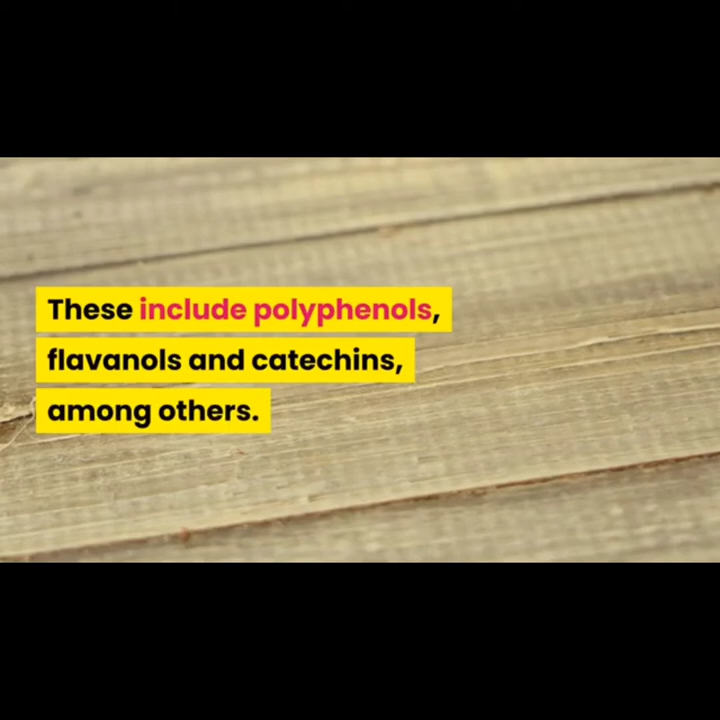 These include polyphenols,
flavanols and catechins,
among others.